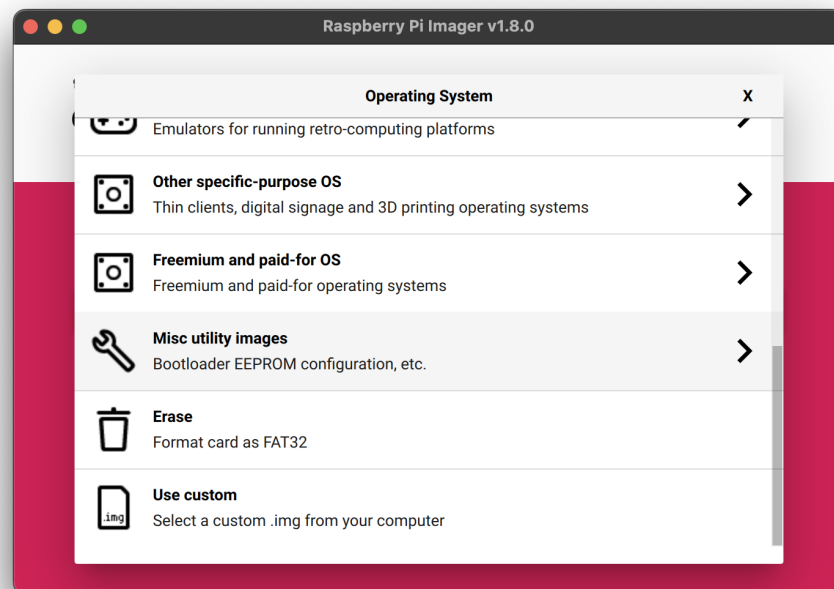 Raspberry Pi Imager v1.8.0
Operating System
X
Emulators for running retro-computing platforms
Other specific-purpose OS
Thin clients, digital signage and 3D printing operating systems
Freemium and paid-for OS
Freemium and paid-for operating systems
Misc utility images
Bootloader EEPROM configuration, etc.
Erase
Format card as FAT32
Use custom
.img
Select a custom .img from your computer